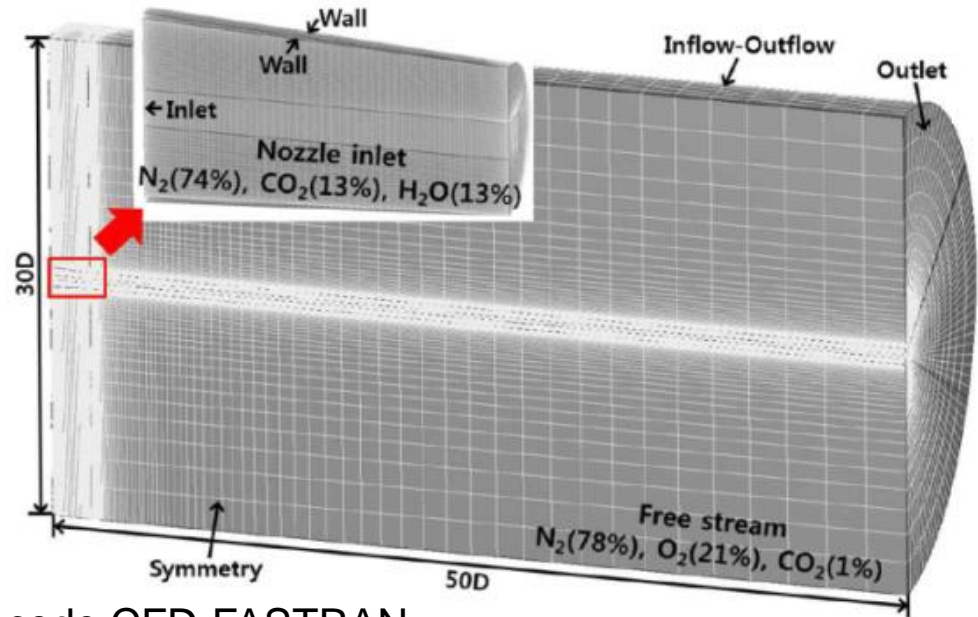 Wall
Wall
Inlet
Nozzle inlet
N₂(74%), CO₂(13%), H₂O(13%)
Inflow-Outflow
Outlet
30D
Free stream
N₂(78%), O₂(21%), CO₂(1%)
Symmetry
50D